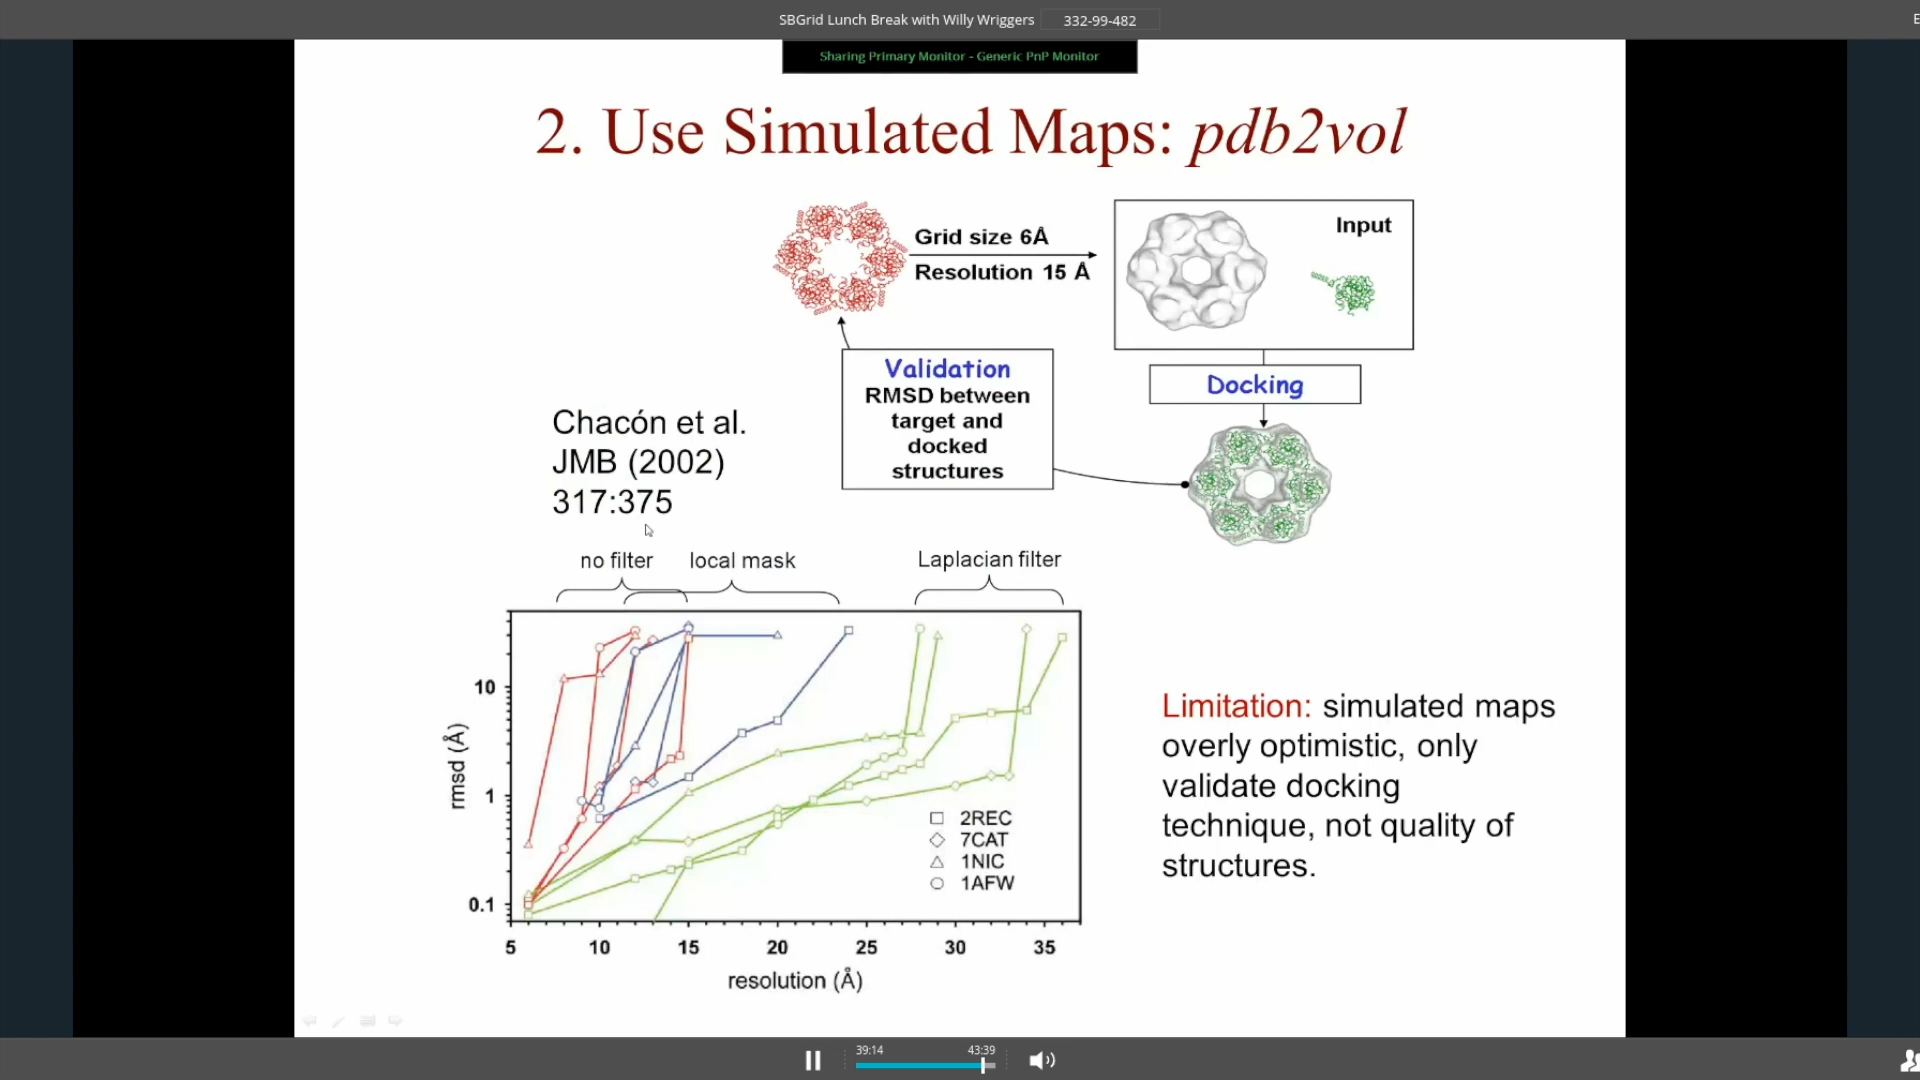 SBGrid Lunch Break with Willy Wriggers 332-99-482
E
Sharing Primary Monitor - Generic PnP Monitor
2. Use Simulated Maps: pdb2vol
Grid size 6Å
Resolution 15 Å
Input
Validation
RMSD between
target and
docked
structures
Docking
Chacón et al.
JMB (2002)
317:375
no filter
local mask
Laplacian filter
10
1
0.1
rmsd (Å)
2REC
7CAT
1NIC
1AFW
5 10 15 20 25 30 35
resolution (Å)
Limitation: simulated maps
overly optimistic, only
validate docking
technique, not quality of
structures.
39:14
43:39